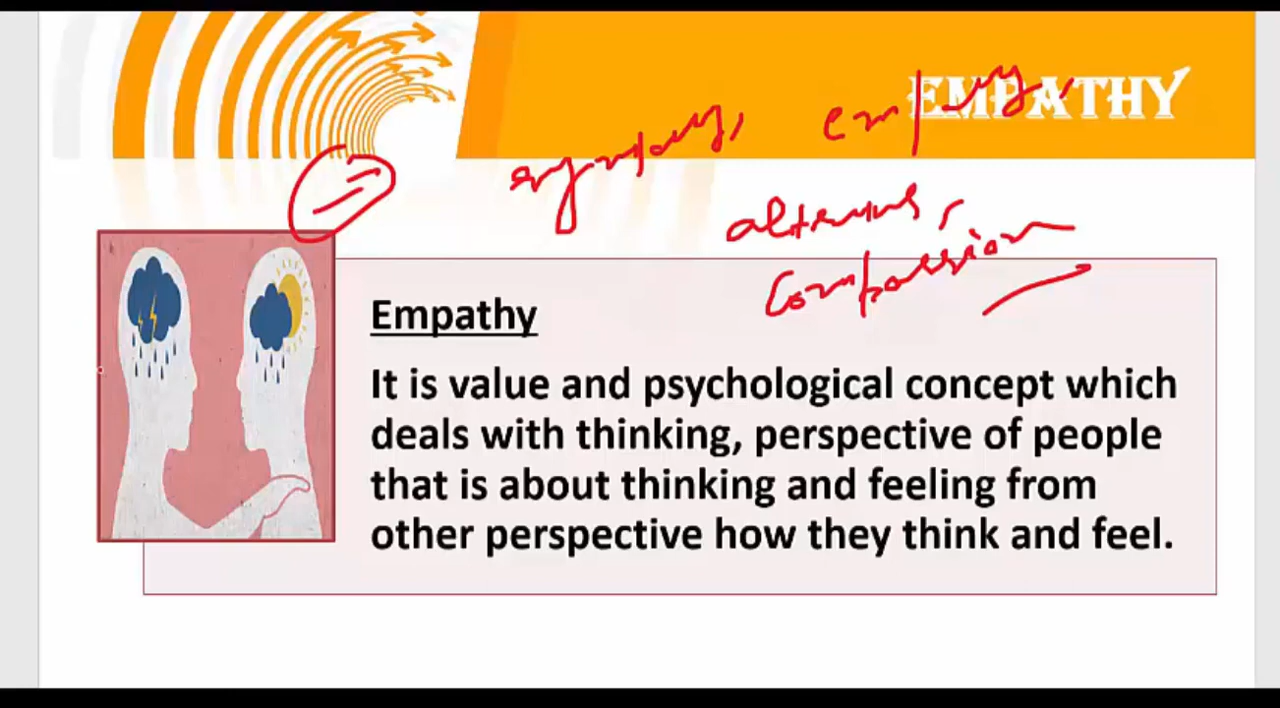 EMPATHY
sympathy, empathy,
altruism,
compassion
Empathy
It is value and psychological concept which
deals with thinking, perspective of people
that is about thinking and feeling from
other perspective how they think and feel.